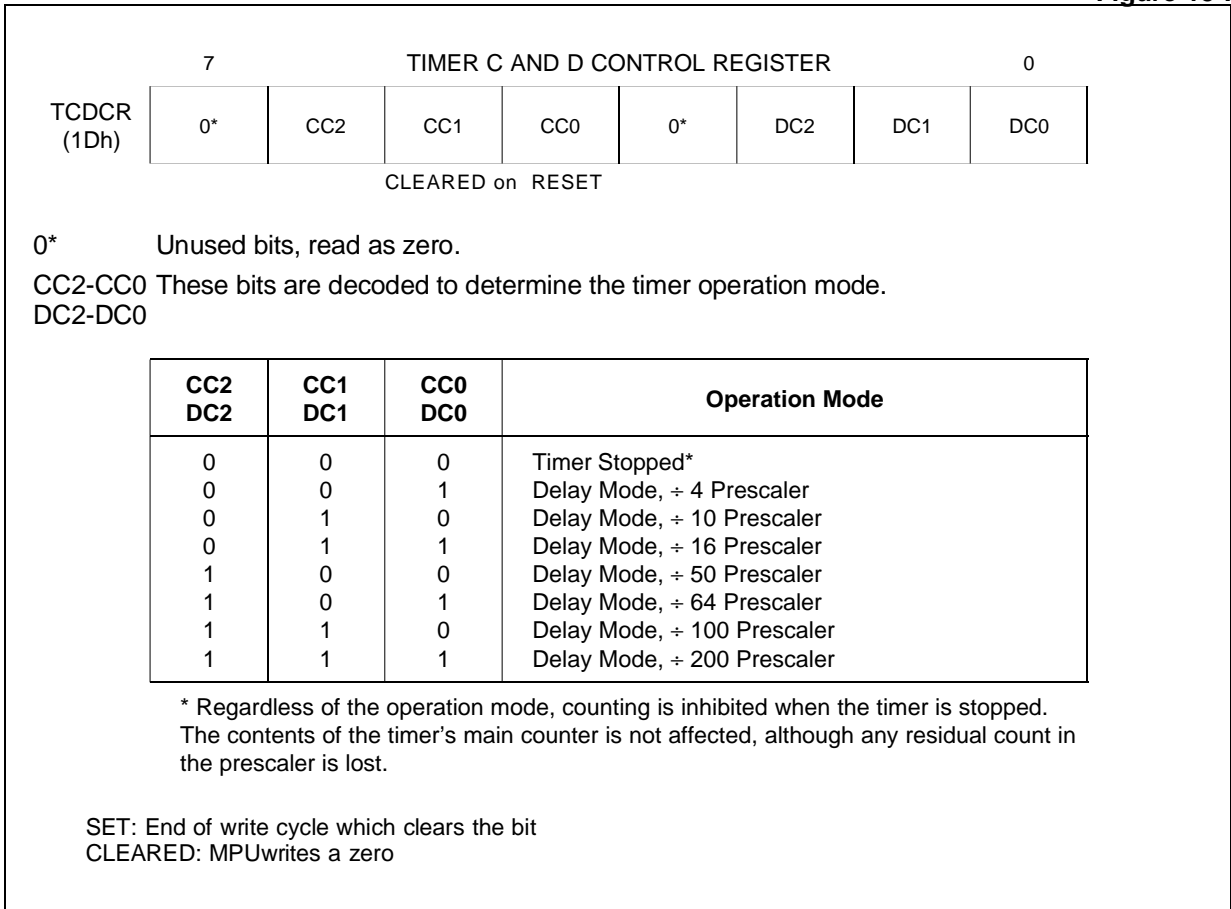 7 TIMER C AND D CONTROL REGISTER 0
TCDCR
(1Dh)
0* CC2 CC1 CC0 0* DC2 DC1 DC0
CLEARED on RESET
0* Unused bits, read as zero.
CC2-CC0 These bits are decoded to determine the timer operation mode.
DC2-DC0
CC2 CC1 CC0 Operation Mode
DC2 DC1 DC0
0 0 0 Timer Stopped*
0 0 1 Delay Mode, ÷ 4 Prescaler
0 1 0 Delay Mode, ÷ 10 Prescaler
0 1 1 Delay Mode, ÷ 16 Prescaler
1 0 0 Delay Mode, ÷ 50 Prescaler
1 0 1 Delay Mode, ÷ 64 Prescaler
1 1 0 Delay Mode, ÷ 100 Prescaler
1 1 1 Delay Mode, ÷ 200 Prescaler
* Regardless of the operation mode, counting is inhibited when the timer is stopped.
The contents of the timer's main counter is not affected, although any residual count in
the prescaler is lost.
SET: End of write cycle which clears the bit
CLEARED: MPUwrites a zero